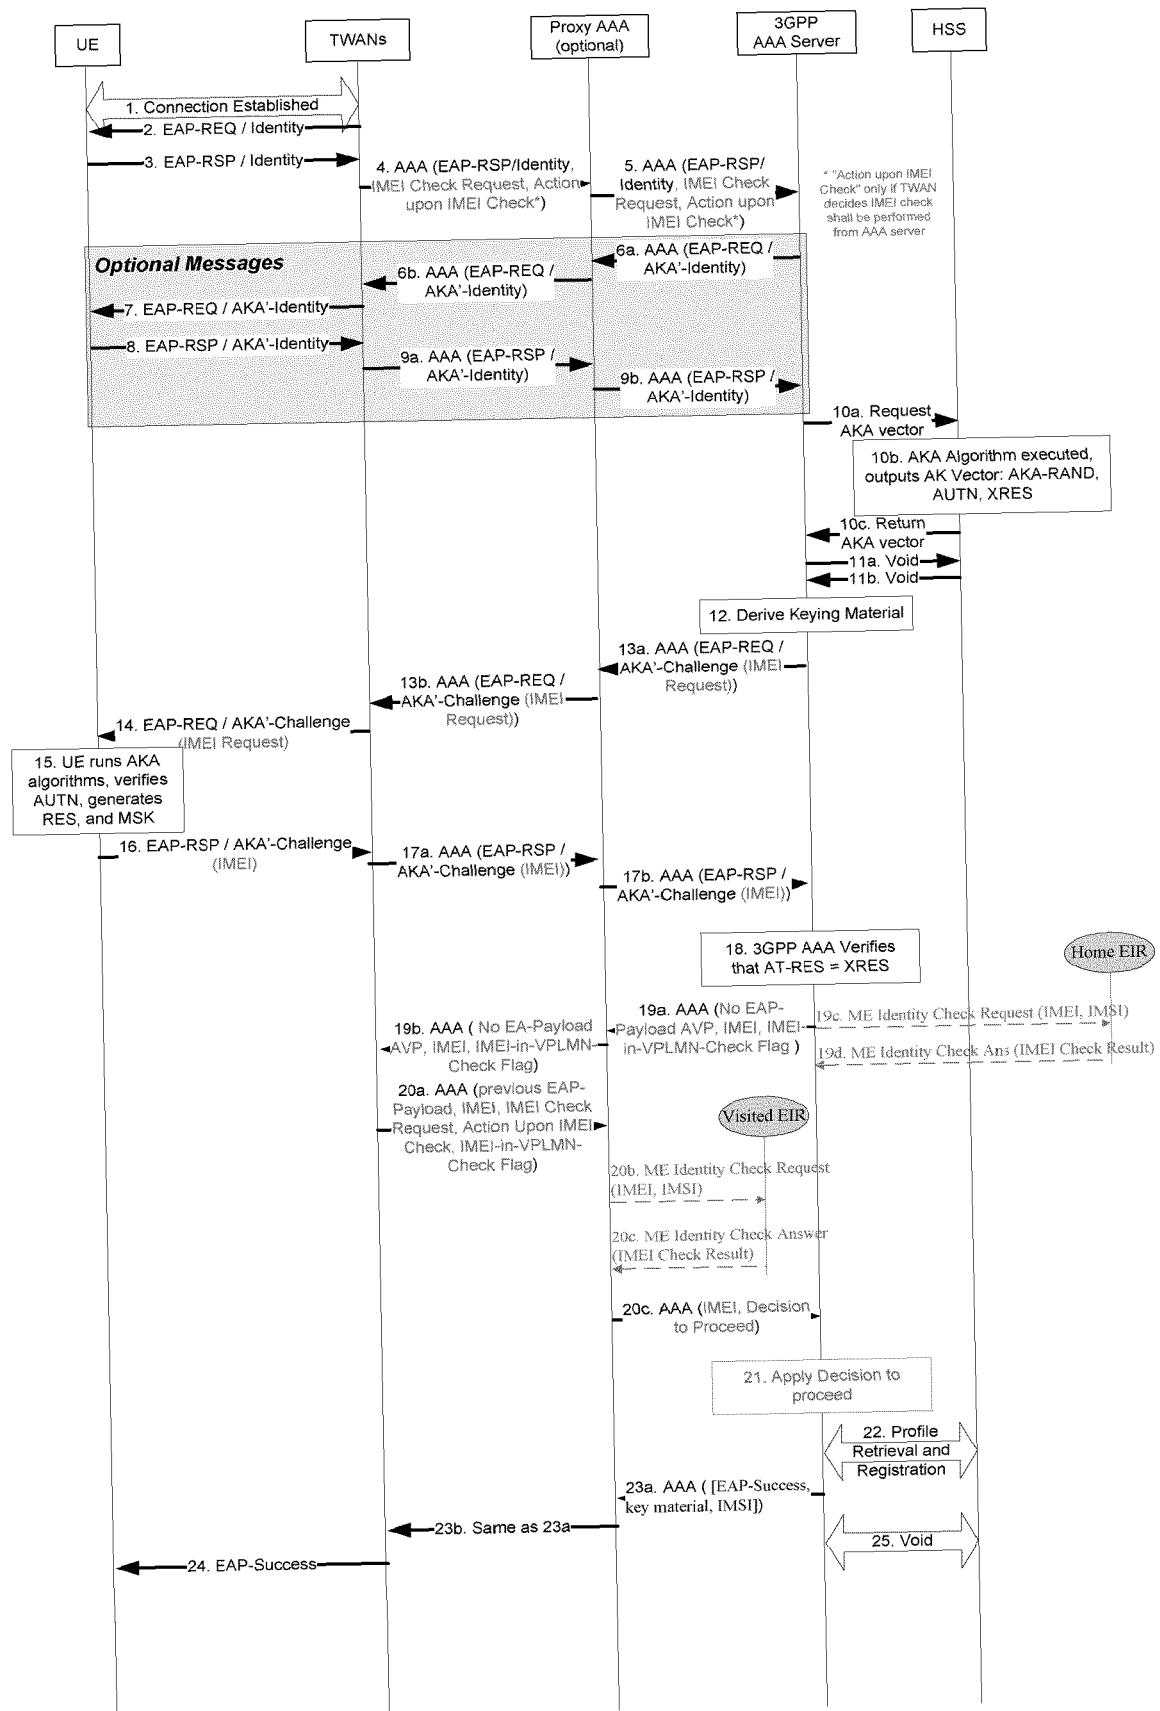 UE
TWANs
Proxy AAA
(optional)
3GPP
AAA Server
HSS
1. Connection Established
2. EAP-REQ / Identity
3. EAP-RSP / Identity
4. AAA (EAP-RSP/Identity,
IMEI Check Request, Action
upon IMEI Check*)
5. AAA (EAP-RSP/
Identity, IMEI Check
Request, Action upon
IMEI Check*)
* "Action upon IMEI
Check" only if TWAN
decides IMEI check
shall be performed
from AAA server
Optional Messages
6a. AAA (EAP-REQ /
AKA'-Identity)
6b. AAA (EAP-REQ /
AKA'-Identity)
7. EAP-REQ / AKA'-Identity
8. EAP-RSP / AKA'-Identity
9a. AAA (EAP-RSP /
AKA'-Identity)
9b. AAA (EAP-RSP /
AKA'-Identity)
10a. Request
AKA vector
10b. AKA Algorithm executed,
outputs AK Vector: AKA-RAND,
AUTN, XRES
10c. Return
AKA vector
11a. Void
11b. Void
12. Derive Keying Material
13a. AAA (EAP-REQ /
AKA'-Challenge (IMEI
Request))
13b. AAA (EAP-REQ /
AKA'-Challenge (IMEI
Request))
14. EAP-REQ / AKA'-Challenge
(IMEI Request)
15. UE runs AKA
algorithms, verifies
AUTN, generates
RES, and MSK
16. EAP-RSP / AKA'-Challenge
(IMEI)
17a. AAA (EAP-RSP /
AKA'-Challenge (IMEI))
17b. AAA (EAP-RSP /
AKA'-Challenge (IMEI))
18. 3GPP AAA Verifies
that AT-RES = XRES
Home EIR
19a. AAA (No EAP-
Payload AVP, IMEI, IMEI-
in-VPLMN-Check Flag )
19b. AAA ( No EA-Payload
AVP, IMEI, IMEI-in-VPLMN-
Check Flag)
19c. ME Identity Check Request (IMEI, IMSI)
19d. ME Identity Check Ans (IMEI Check Result)
20a. AAA (previous EAP-
Payload, IMEI, IMEI Check
Request, Action Upon IMEI
Check, IMEI-in-VPLMN-
Check Flag)
Visited EIR
20b. ME Identity Check Request
(IMEI, IMSI)
20c. ME Identity Check Answer
(IMEI Check Result)
20c. AAA (IMEI, Decision
to Proceed)
21. Apply Decision to
proceed
22. Profile
Retrieval and
Registration
23a. AAA ( [EAP-Success,
key material, IMSI])
23b. Same as 23a
25. Void
24. EAP-Success